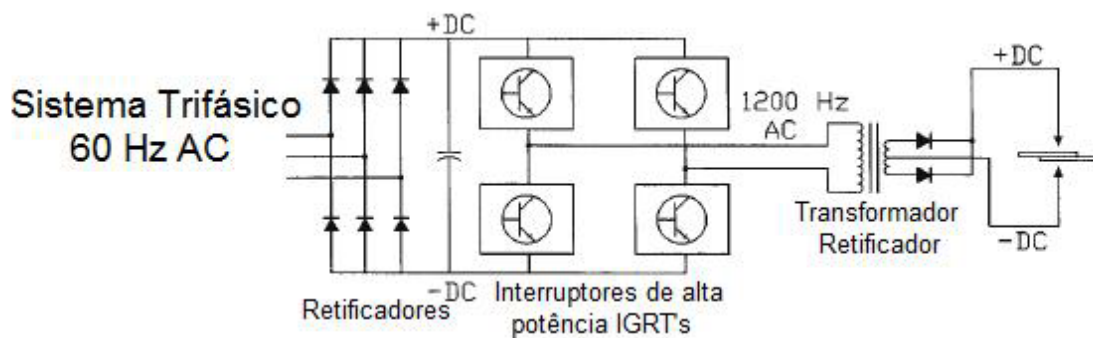 +DC
+DC
Sistema Trifásico
60 Hz AC
1200 Hz
AC
Transformador
Retificador
-DC
-DC
Retificadores
Interruptores de alta
potência IGRT's